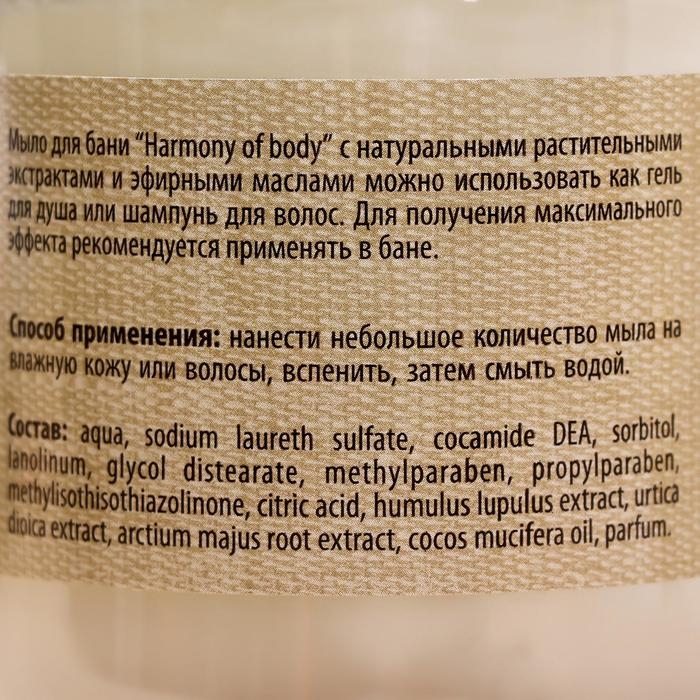 Мыло для бани “Harmony of body” с натуральными растительными
экстрактами и эфирными маслами можно использовать как гель
для душа или шампунь для волос. Для получения максимального
эффекта рекомендуется применять в бане.
Способ применения: нанести небольшое количество мыла на
влажную кожу или волосы, вспенить, затем смыть водой.
Состав: aqua, sodium laureth sulfate, cocamide DEA, sorbitol,
lanolinum, glycol distearate, methylparaben, propylparaben,
methylisothisothiazolinone, citric acid, humulus lupulus extract, urtica
dioica extract, arctium majus root extract, cocos mucifera oil, parfum.